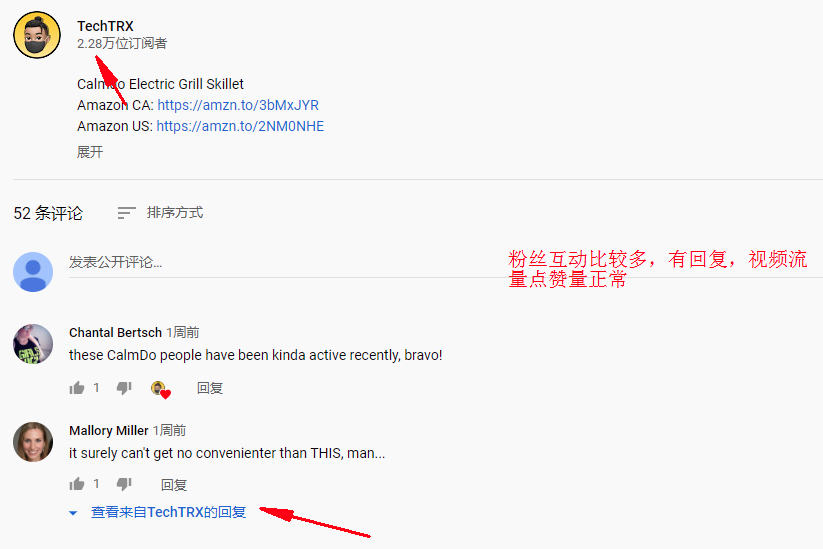 TechTRX
2.28万位订阅者
Calmdo Electric Grill Skillet
Amazon CA: https://amzn.to/3bMxJYR
Amazon US: https://amzn.to/2NM0NHE
展开
52 条评论
排序方式
发表公开评论...
粉丝互动比较多，有回复，视频流
量点赞量正常
Chantal Bertsch 1周前
these CalmDo people have been kinda active recently, bravo!
1 回复
Mallory Miller 1周前
it surely can't get no convenienter than THIS, man...
1 回复
查看来自TechTRX的回复